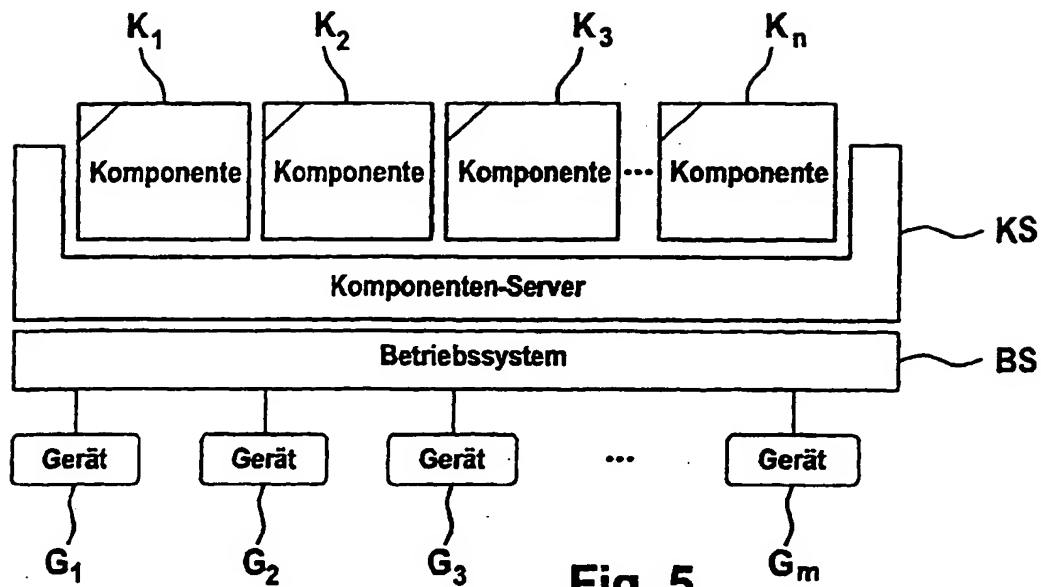 K1 K2 K3 Kn
Komponente Komponente Komponente ... Komponente
KS
Komponenten-Server
Betriebssystem BS
Gerät Gerät Gerät ... Gerät
G1 G2 G3 Gm
Fig. 5